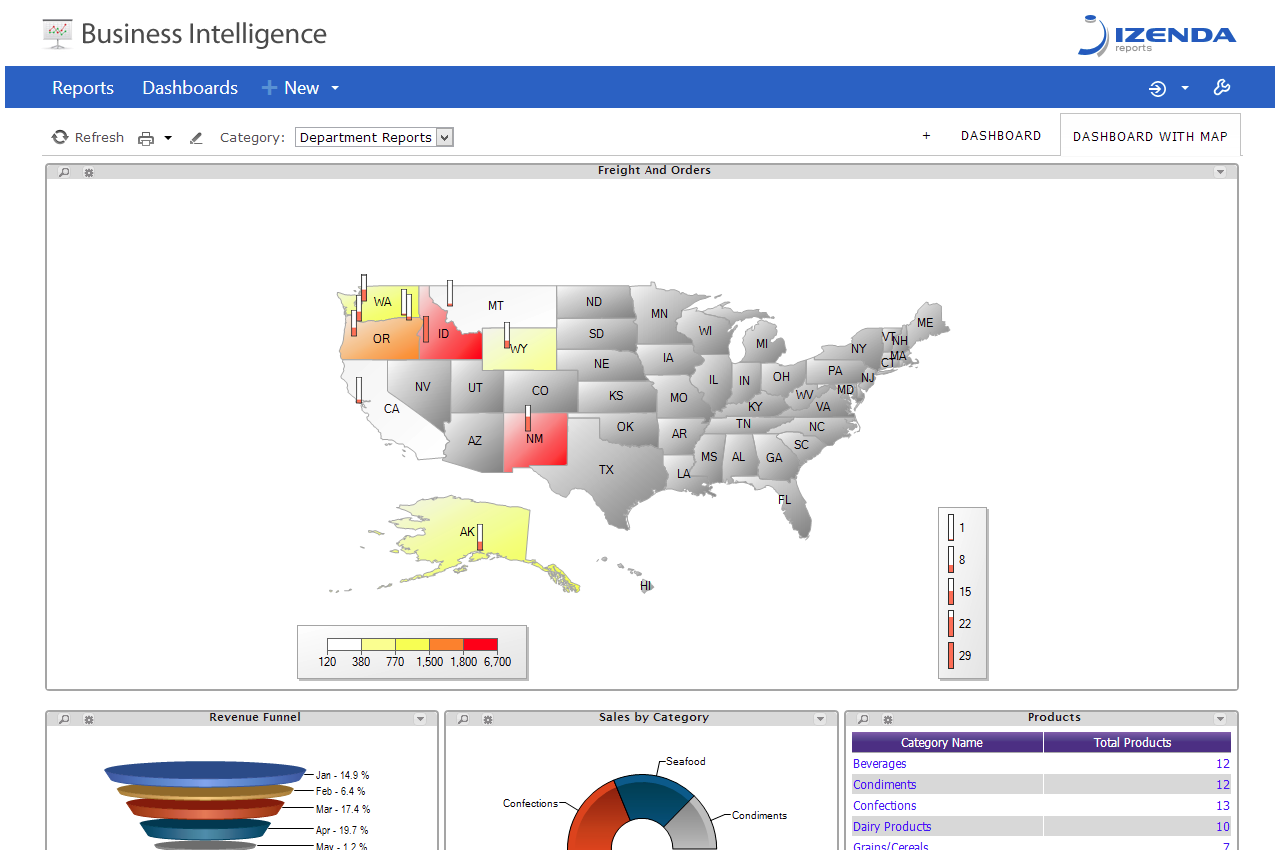 Business Intelligence
IZENDA
reports
Reports Dashboards + New
Refresh Category: Department Reports + DASHBOARD DASHBOARD WITH MAP
Freight And Orders
WA MT ND MN ME
OR ID SD WI VT NH
WY MI NY MA
NE IA CT
NV UT CO IL IN OH PA NJ
CA KS MO WV MD
KY VA
AZ NM OK AR TN NC
TX MS AL GA SC
LA
FL
AK
HI
1
8
15
22
29
120 380 770 1,500 1,800 6,700
Revenue Funnel
Jan - 14.9 %
Feb - 6.4 %
Mar - 17.4 %
Apr - 19.7 %
May - 1.2 %
Sales by Category
Seafood
Confections
Condiments
Products
Category Name Total Products
Beverages 12
Condiments 12
Confections 13
Dairy Products 10
Grains/Cereals 7